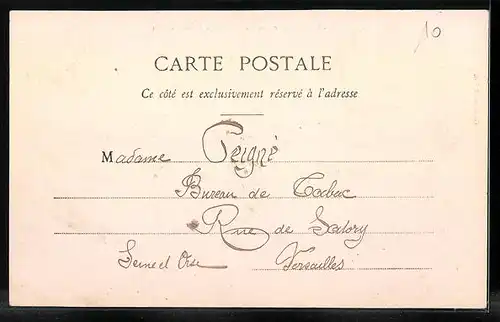 10
CARTE POSTALE
Ce côté est exclusivement réservé à l'adresse
Madame Peigné
Bureau de Tabac
Rue de Satory
Seine et Oise Versailles